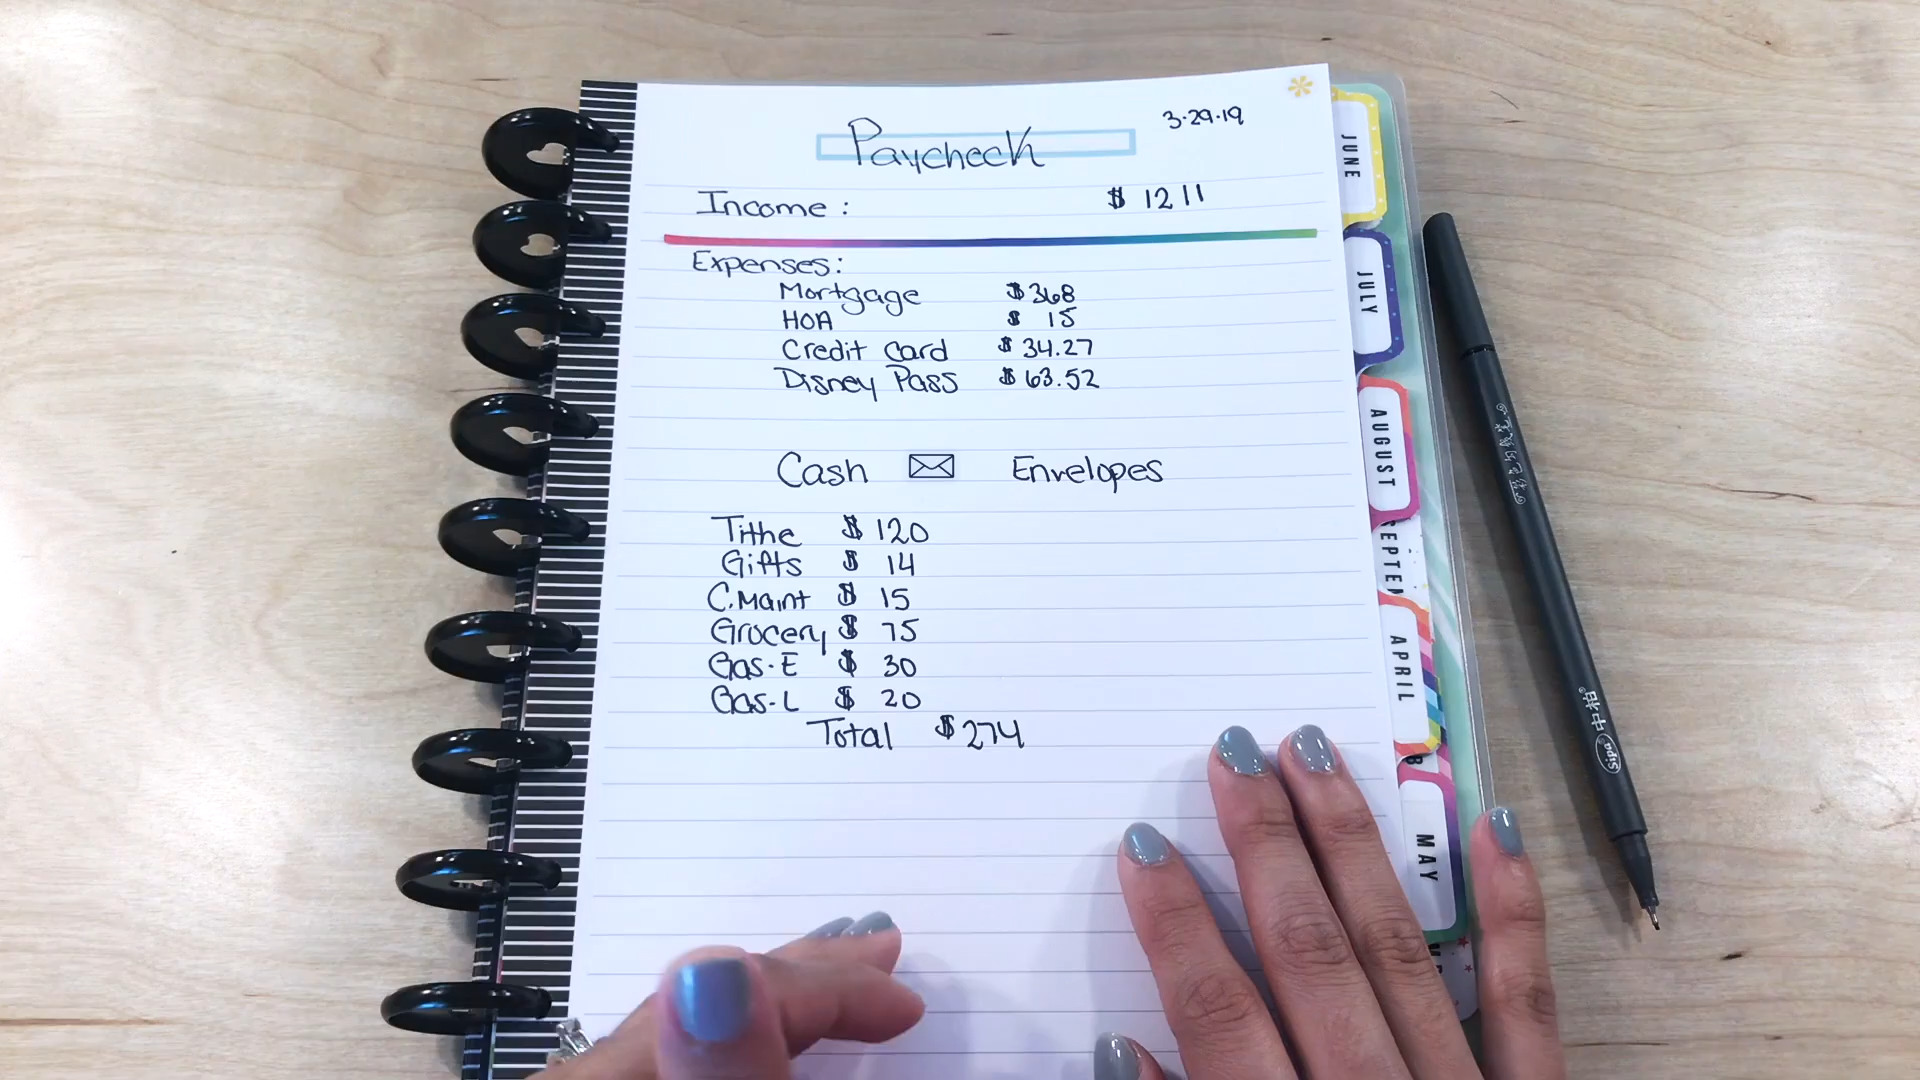 Paycheck
3.29.19
Income : $ 1211
Expenses:
Mortgage $ 368
HOA $ 15
Credit Card $ 34.27
Disney Pass $ 63.52
Cash Envelopes
Tithe $ 120
Gifts $ 14
C.Maint $ 15
Grocery $ 75
Gas-E $ 30
Gas-L $ 20
Total $ 274
JUNE
JULY
AUGUST
APRIL
MAY
Sipa